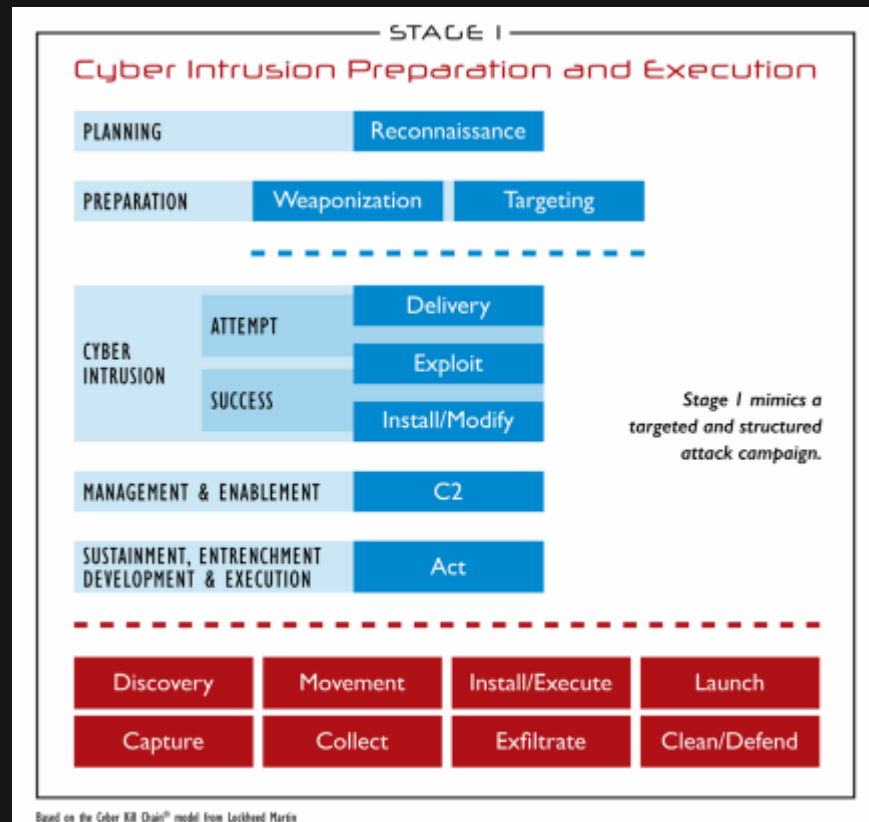 STAGE 1
Cyber Intrusion Preparation and Execution
PLANNING
Reconnaissance
PREPARATION
Weaponization
Targeting
CYBER
INTRUSION
ATTEMPT
SUCCESS
Delivery
Exploit
Install/Modify
Stage 1 mimics a
targeted and structured
attack campaign.
MANAGEMENT & ENABLEMENT
C2
SUSTAINMENT, ENTRENCHMENT
DEVELOPMENT & EXECUTION
Act
Discovery
Movement
Install/Execute
Launch
Capture
Collect
Exfiltrate
Clean/Defend
Based on the Cyber Kill Chain® model from Lockheed Martin